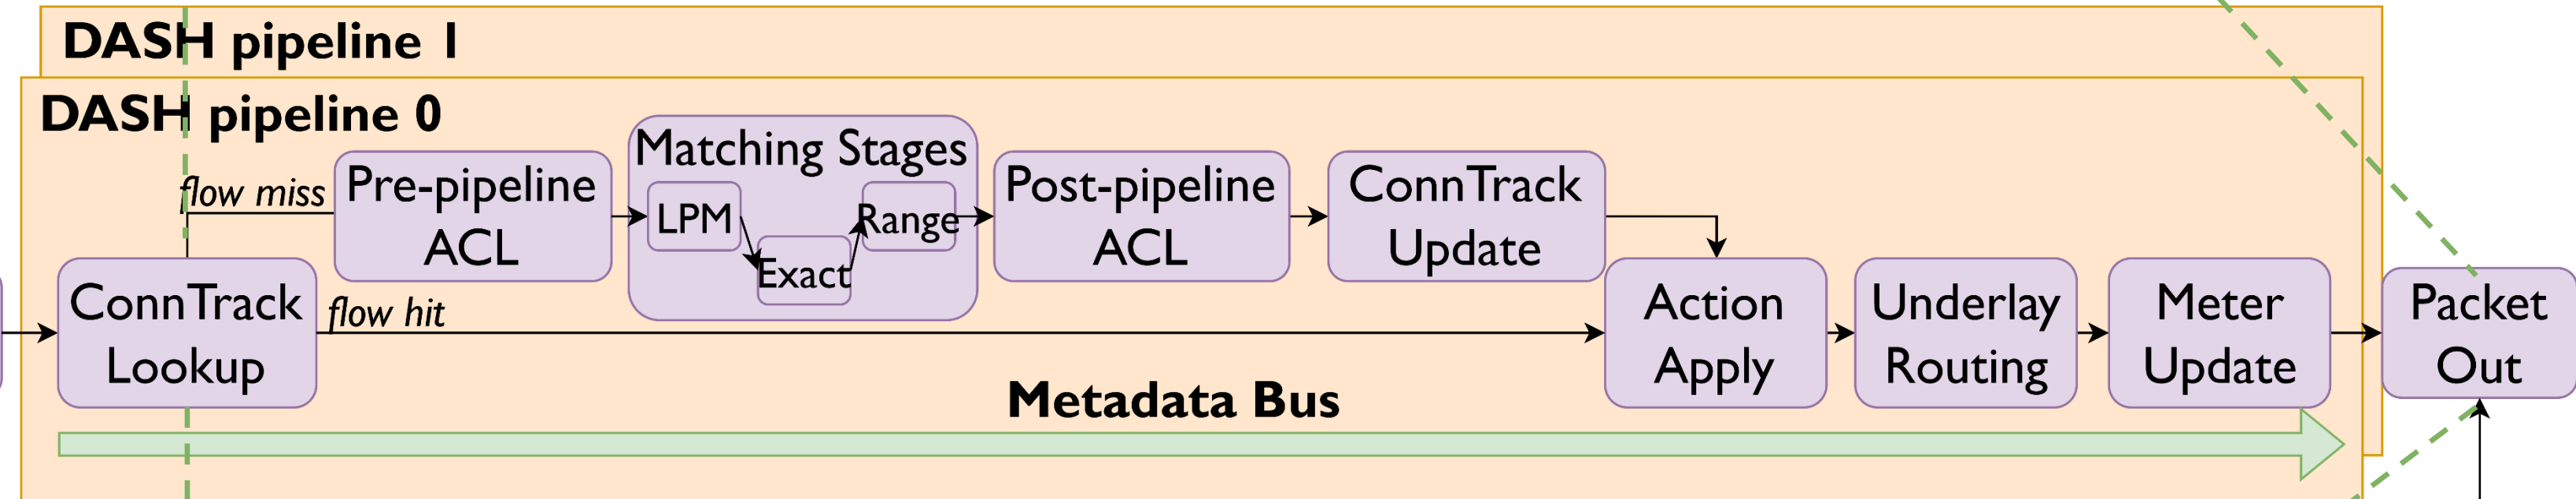 DASH pipeline 1
DASH pipeline 0
flow miss
Pre-pipeline
ACL
Matching Stages
LPM
Exact
Range
Post-pipeline
ACL
ConnTrack
Update
ConnTrack
Lookup
flow hit
Action
Apply
Underlay
Routing
Meter
Update
Packet
Out
Metadata Bus